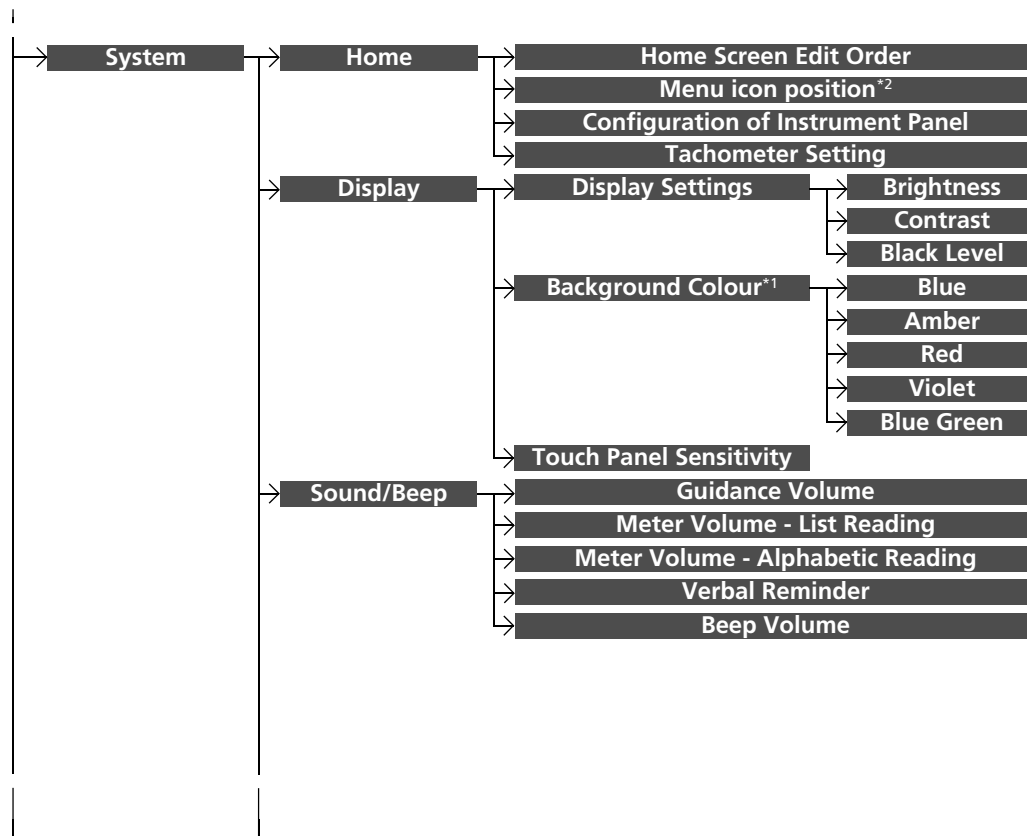 System
Home
Home Screen Edit Order
Menu icon position*2
Configuration of Instrument Panel
Tachometer Setting
Display
Display Settings
Brightness
Contrast
Black Level
Background Colour*1
Blue
Amber
Red
Violet
Blue Green
Touch Panel Sensitivity
Sound/Beep
Guidance Volume
Meter Volume - List Reading
Meter Volume - Alphabetic Reading
Verbal Reminder
Beep Volume